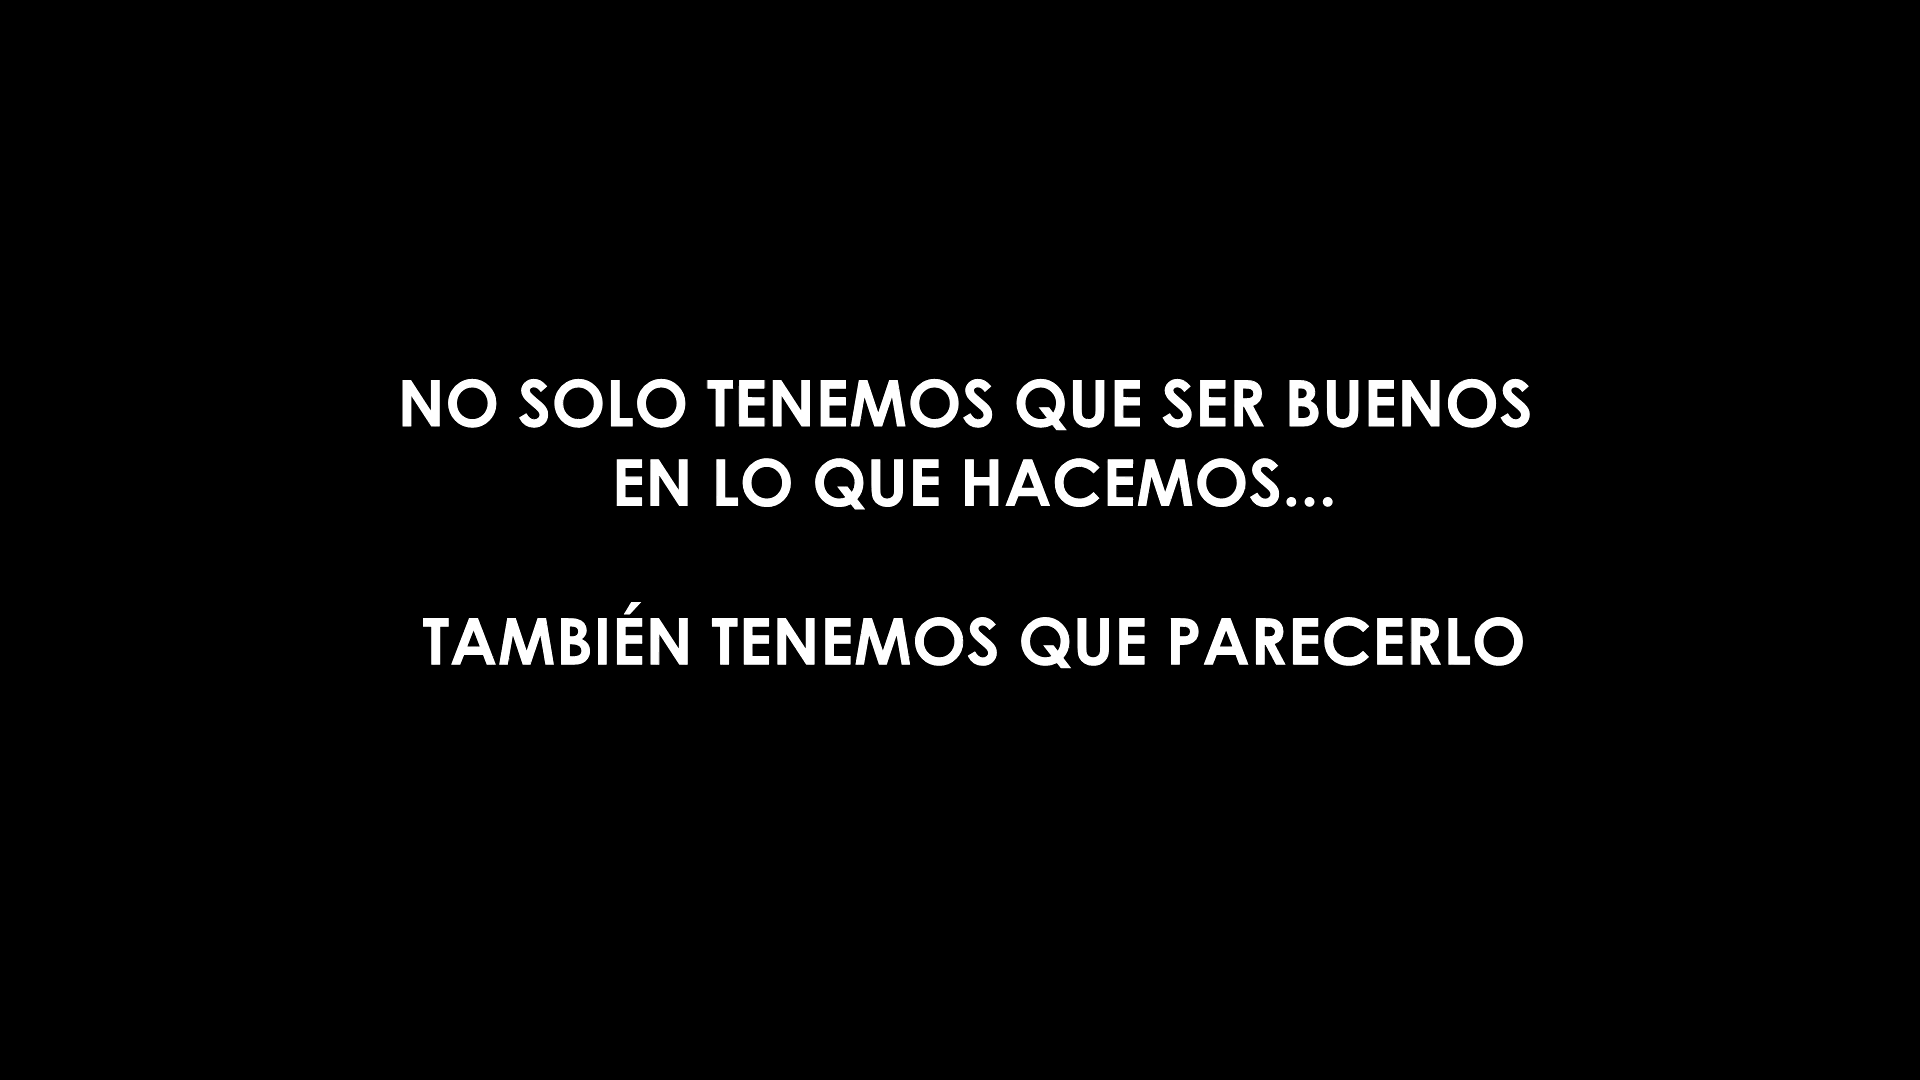 NO SOLO TENEMOS QUE SER BUENOS
EN LO QUE HACEMOS...
TAMBIÉN TENEMOS QUE PARECERLO